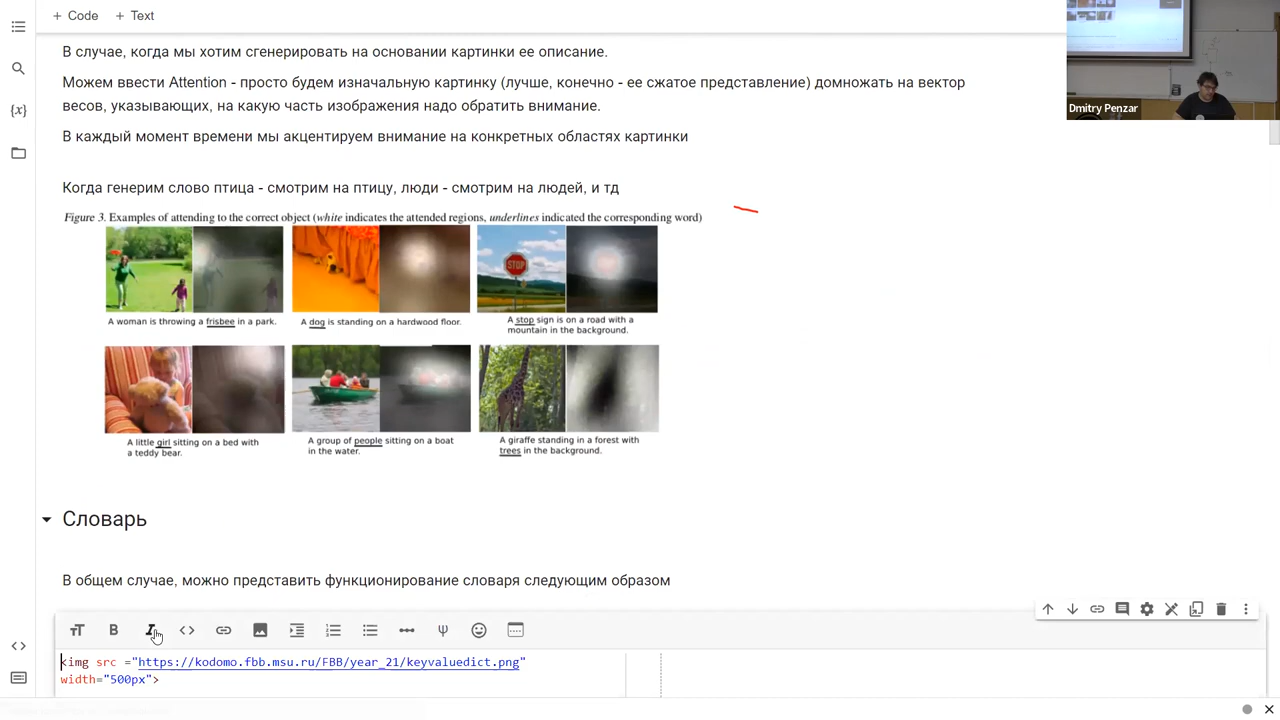 + Code + Text
В случае, когда мы хотим сгенерировать на основании картинки ее описание.
Можем ввести Attention - просто будем изначальную картинку (лучше, конечно - ее сжатое представление) домножать на вектор
весов, указывающих, на какую часть изображения надо обратить внимание.
В каждый момент времени мы акцентируем внимание на конкретных областях картинки
Dmitry Penzar
Когда генерим слово птица - смотрим на птицу, люди - смотрим на людей, и тд
Figure 3. Examples of attending to the correct object (white indicates the attended regions, underlines indicated the corresponding word)
STOP
A woman is throwing a frisbee in a park.
A dog is standing on a hardwood floor.
A stop sign is on a road with a
mountain in the background.
A little girl sitting on a bed with
a teddy bear.
A group of people sitting on a boat
in the water.
A giraffe standing in a forest with
trees in the background.
Словарь
В общем случае, можно представить функционирование словаря следующим образом
<img src ="https://kodomo.fbb.msu.ru/FBB/year_21/keyvaluedict.png"
width="500px">